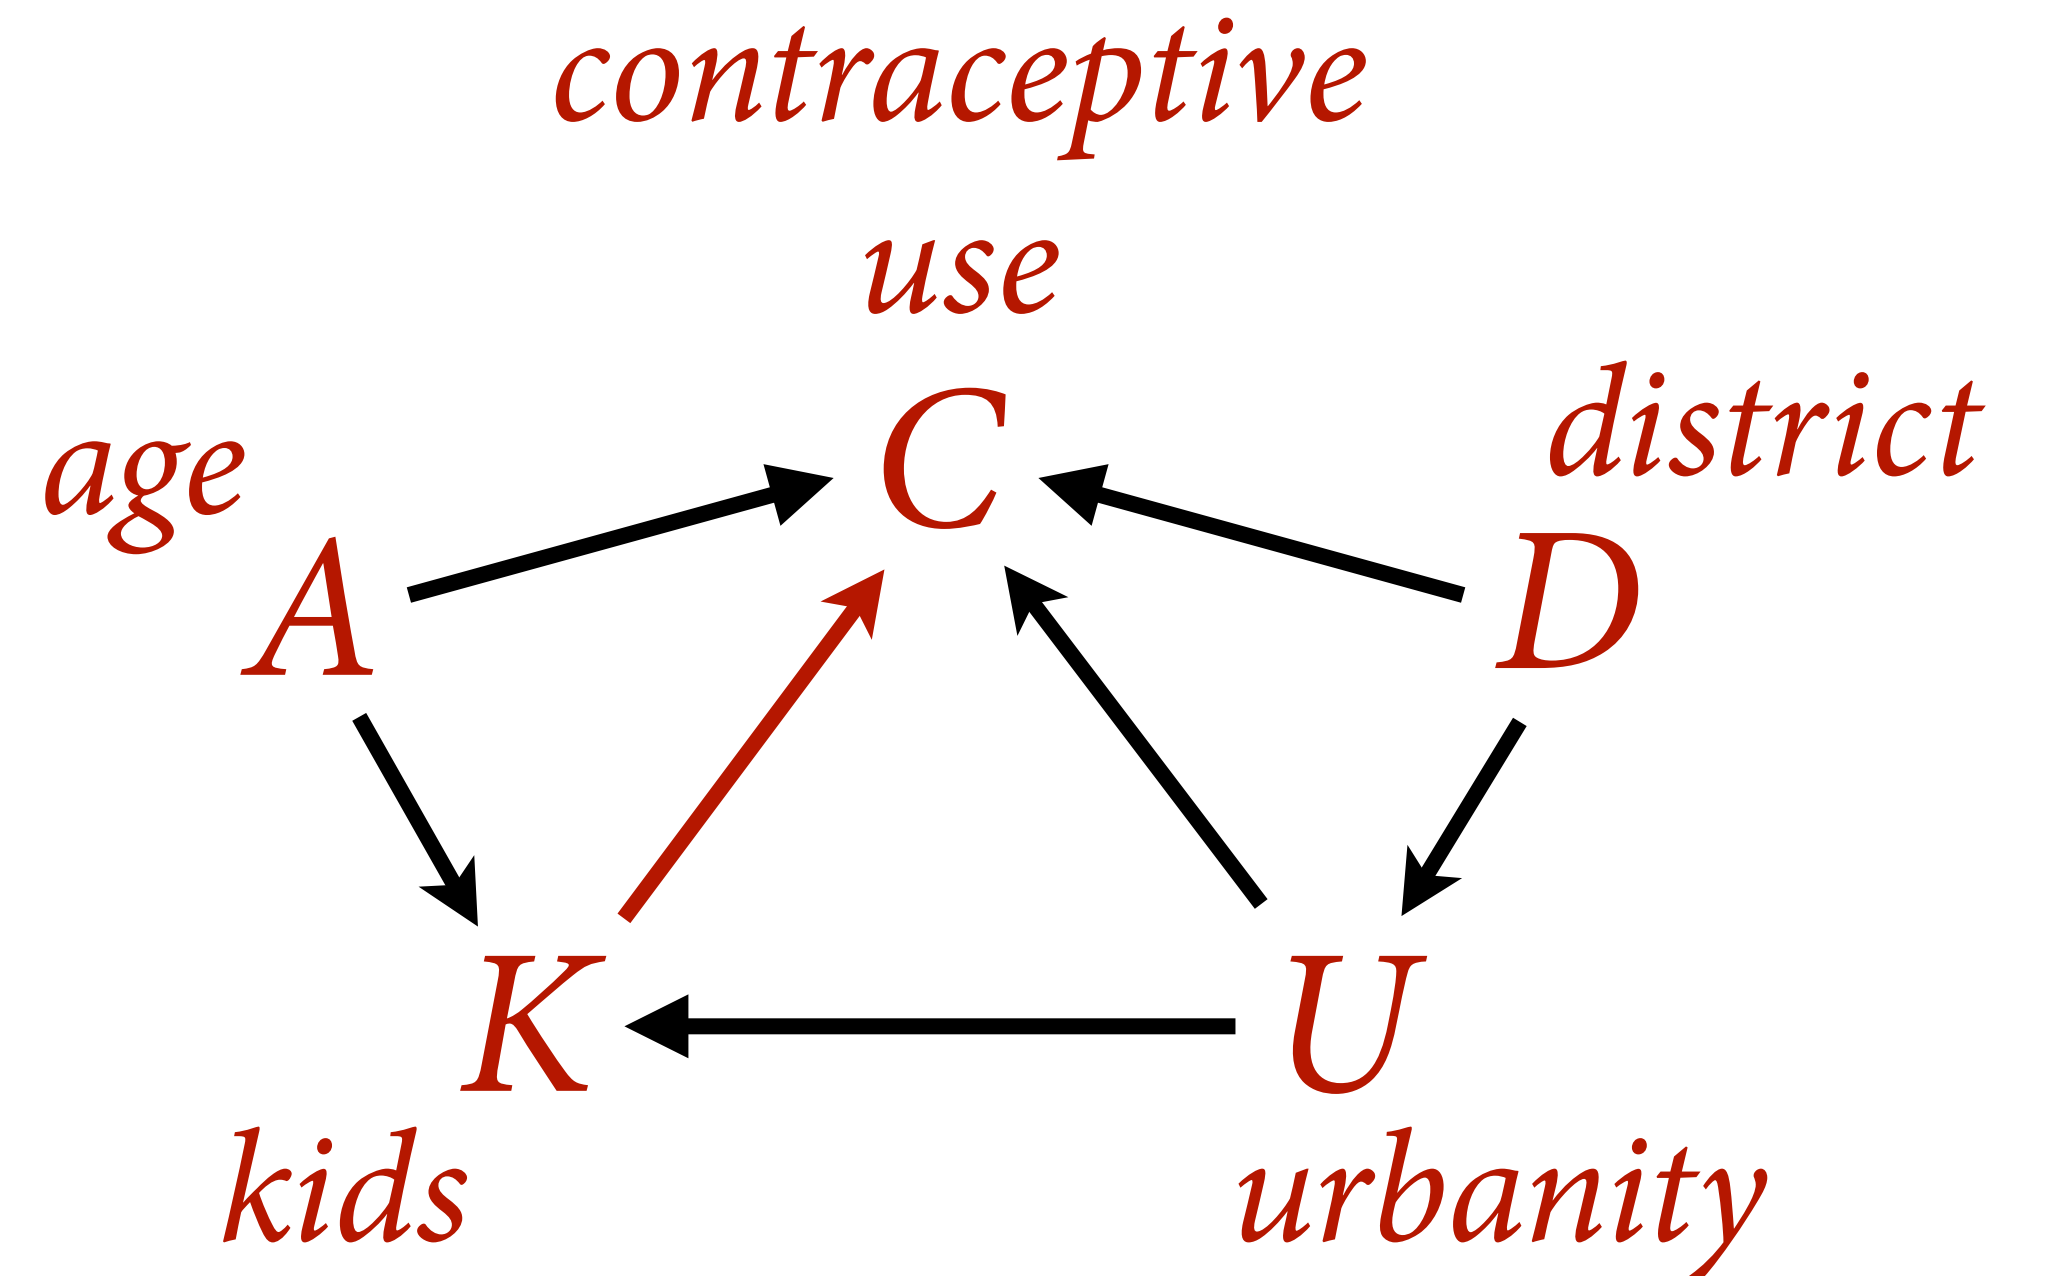 contraceptive
use
C
district
age
A
D
K
U
kids
urbanity